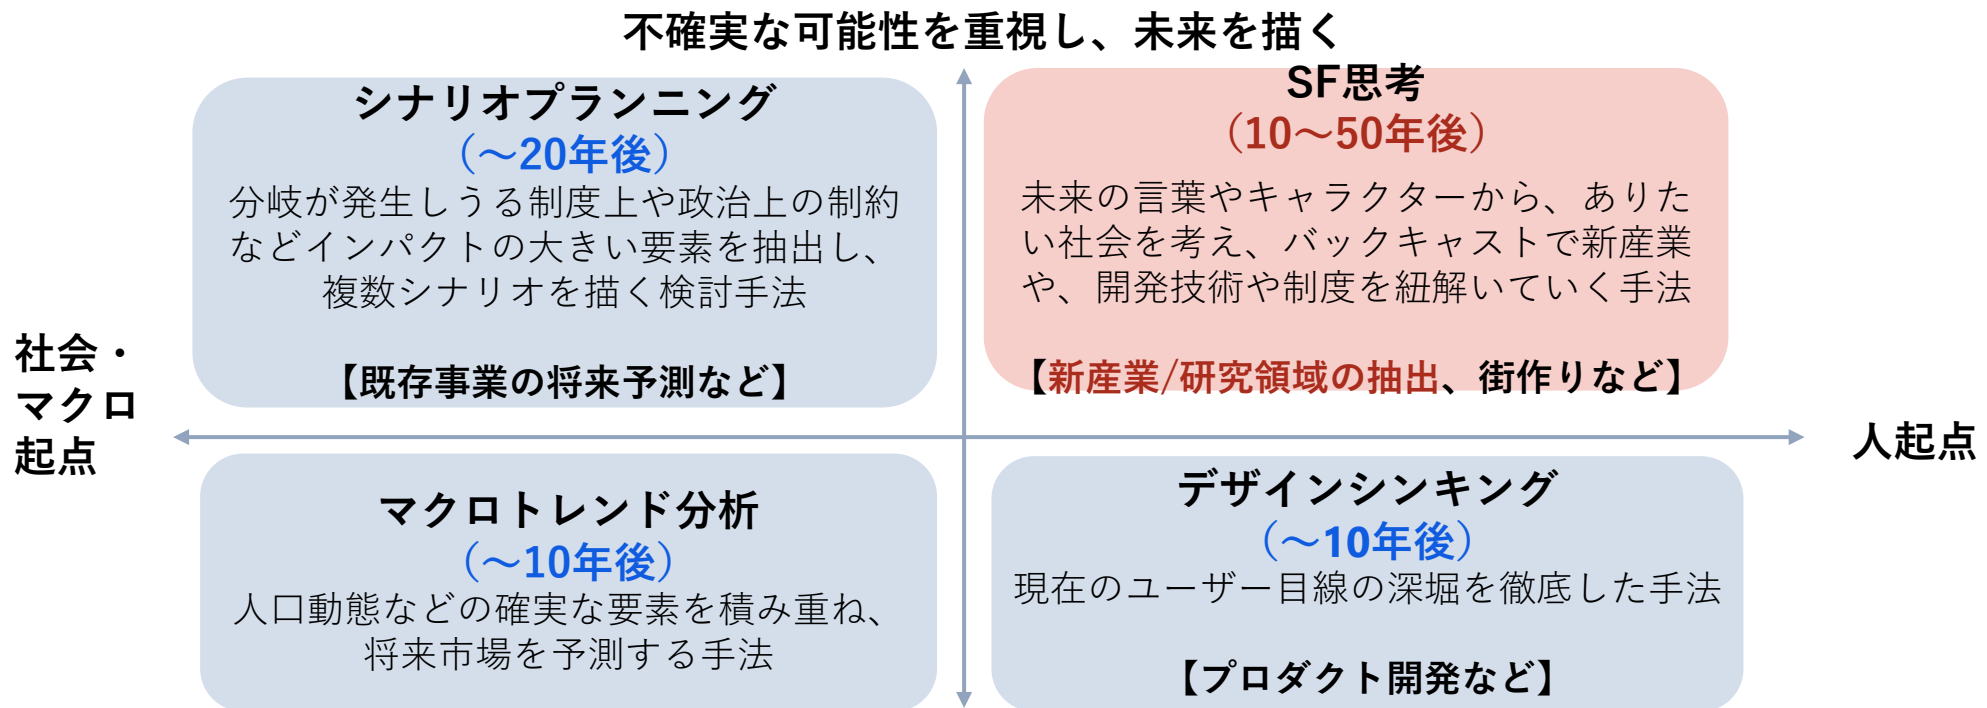 不確実な可能性を重視し、未来を描く
シナリオプランニング
（～20年後）
分岐が発生しうる制度上や政治上の制約
などインパクトの大きい要素を抽出し、
複数シナリオを描く検討手法
【既存事業の将来予測など】
SF思考
（10～50年後）
未来の言葉やキャラクターから、ありた
い社会を考え、バックキャストで新産業
や、開発技術や制度を紐解いていく手法
【新産業/研究領域の抽出、街作りなど】
社会・
マクロ
起点
人起点
マクロトレンド分析
（～10年後）
人口動態などの確実な要素を積み重ね、
将来市場を予測する手法
デザインシンキング
（～10年後）
現在のユーザー目線の深堀を徹底した手法
【プロダクト開発など】